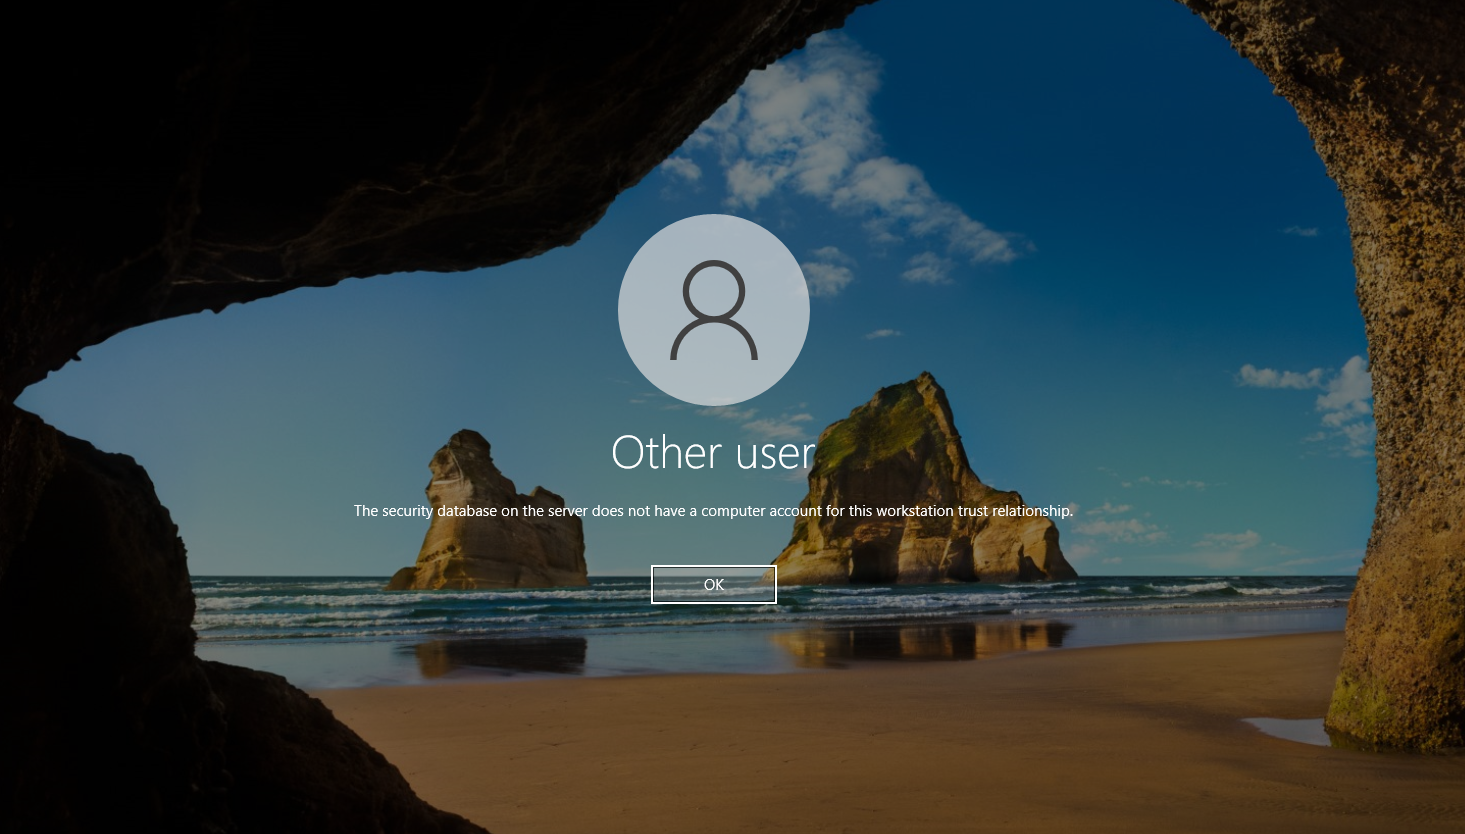 Other user
The security database on the server does not have a computer account for this workstation trust relationship.
OK